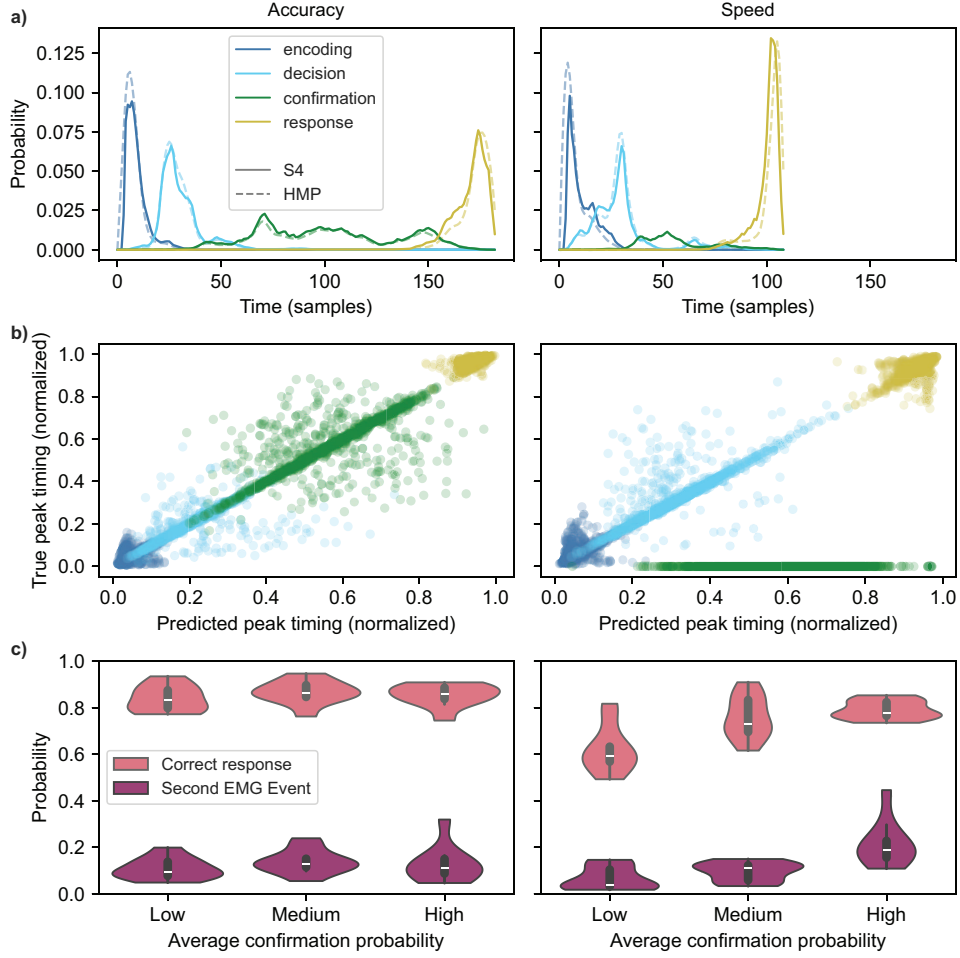 a)
Accuracy
Speed
Probability
0.125
0.100
0.075
0.050
0.025
0.000
encoding
decision
confirmation
response
S4
HMP
0 50 100 150
0 50 100 150
Time (samples)
Time (samples)
b)
True peak timing (normalized)
1.0
0.8
0.6
0.4
0.2
0.0
0.0 0.2 0.4 0.6 0.8 1.0
0.0 0.2 0.4 0.6 0.8 1.0
Predicted peak timing (normalized)
Predicted peak timing (normalized)
c)
Probability
1.0
0.8
0.6
0.4
0.2
0.0
Correct response
Second EMG Event
Low Medium High
Low Medium High
Average confirmation probability
Average confirmation probability